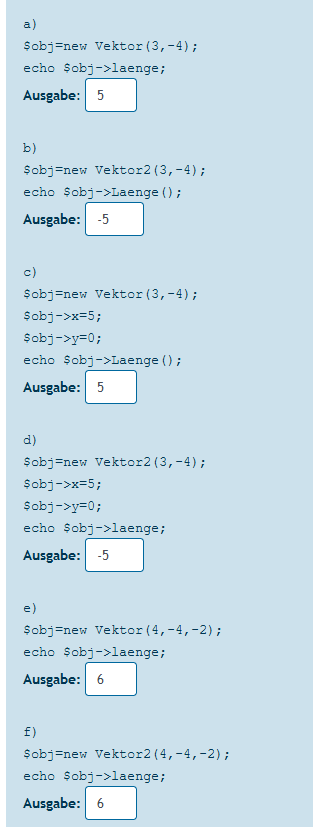 a)
$obj=new Vektor(3,-4);
echo $obj->laenge;
Ausgabe: 5
b)
$obj=new Vektor2(3,-4);
echo $obj->Laenge();
Ausgabe: -5
c)
$obj=new Vektor(3,-4);
$obj->x=5;
$obj->y=0;
echo $obj->Laenge();
Ausgabe: 5
d)
$obj=new Vektor2(3,-4);
$obj->x=5;
$obj->y=0;
echo $obj->laenge;
Ausgabe: -5
e)
$obj=new Vektor(4,-4,-2);
echo $obj->laenge;
Ausgabe: 6
f)
$obj=new Vektor2(4,-4,-2);
echo $obj->laenge;
Ausgabe: 6